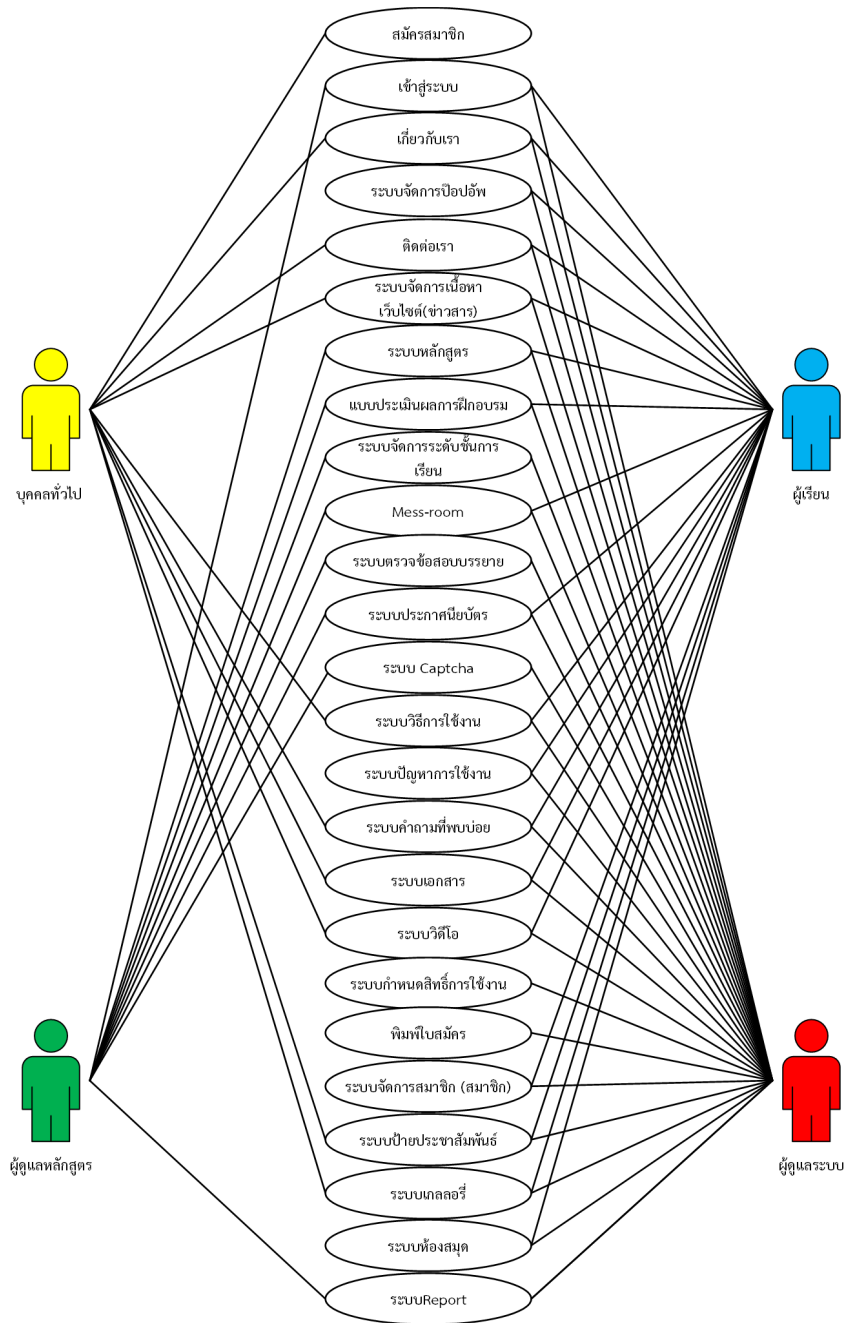 สมัครสมาชิก
เข้าสู่ระบบ
เกี่ยวกับเรา
ระบบจัดการป๊อปอัพ
ติดต่อเรา
ระบบจัดการเนื้อหา
เว็บไซต์(ข่าวสาร)
ระบบหลักสูตร
แบบประเมินผลการฝึกอบรม
ระบบจัดการระดับชั้นการ
เรียน
Mess-room
ระบบตรวจข้อสอบบรรยาย
ระบบประกาศนียบัตร
ระบบ Captcha
ระบบวิธีการใช้งาน
ระบบปัญหาการใช้งาน
ระบบคำถามที่พบบ่อย
ระบบเอกสาร
ระบบวิดีโอ
ระบบกำหนดสิทธิ์การใช้งาน
พิมพ์ใบสมัคร
ระบบจัดการสมาชิก (สมาชิก)
ระบบป้ายประชาสัมพันธ์
ระบบเกลลอรี่
ระบบห้องสมุด
ระบบReport
บุคคลทั่วไป
ผู้เรียน
ผู้ดูแลหลักสูตร
ผู้ดูแลระบบ